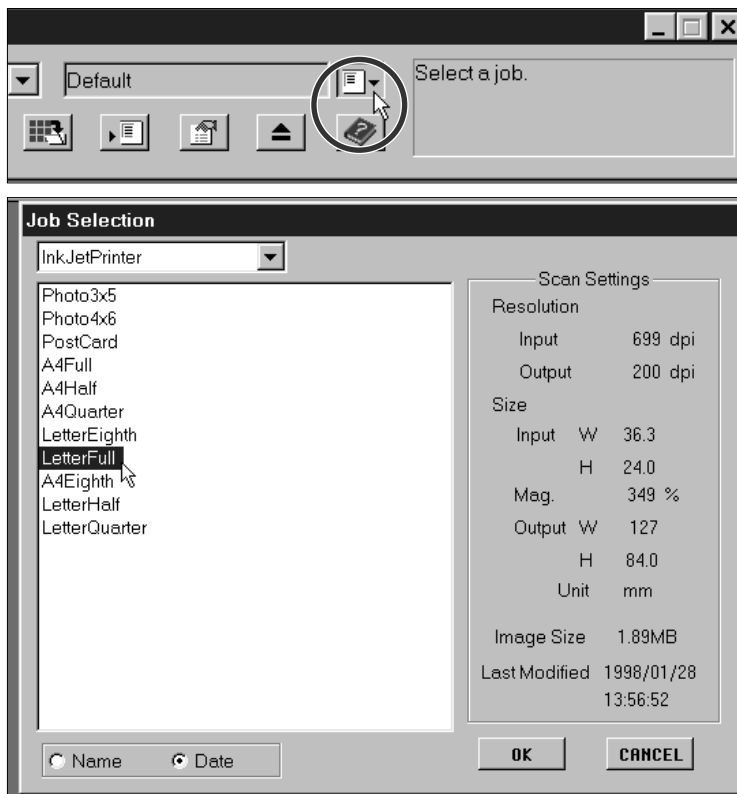 Default
Select a job.
Job Selection
InkJetPrinter
Photo3x5
Photo4x6
PostCard
A4Full
A4Half
A4Quarter
LetterEighth
LetterFull
A4Eighth
LetterHalf
LetterQuarter
Name Date
Scan Settings
Resolution
Input 699 dpi
Output 200 dpi
Size
Input W 36.3
H 24.0
Mag. 349 %
Output W 127
H 84.0
Unit mm
Image Size 1.89MB
Last Modified 1998/01/28
13:56:52
OK CANCEL